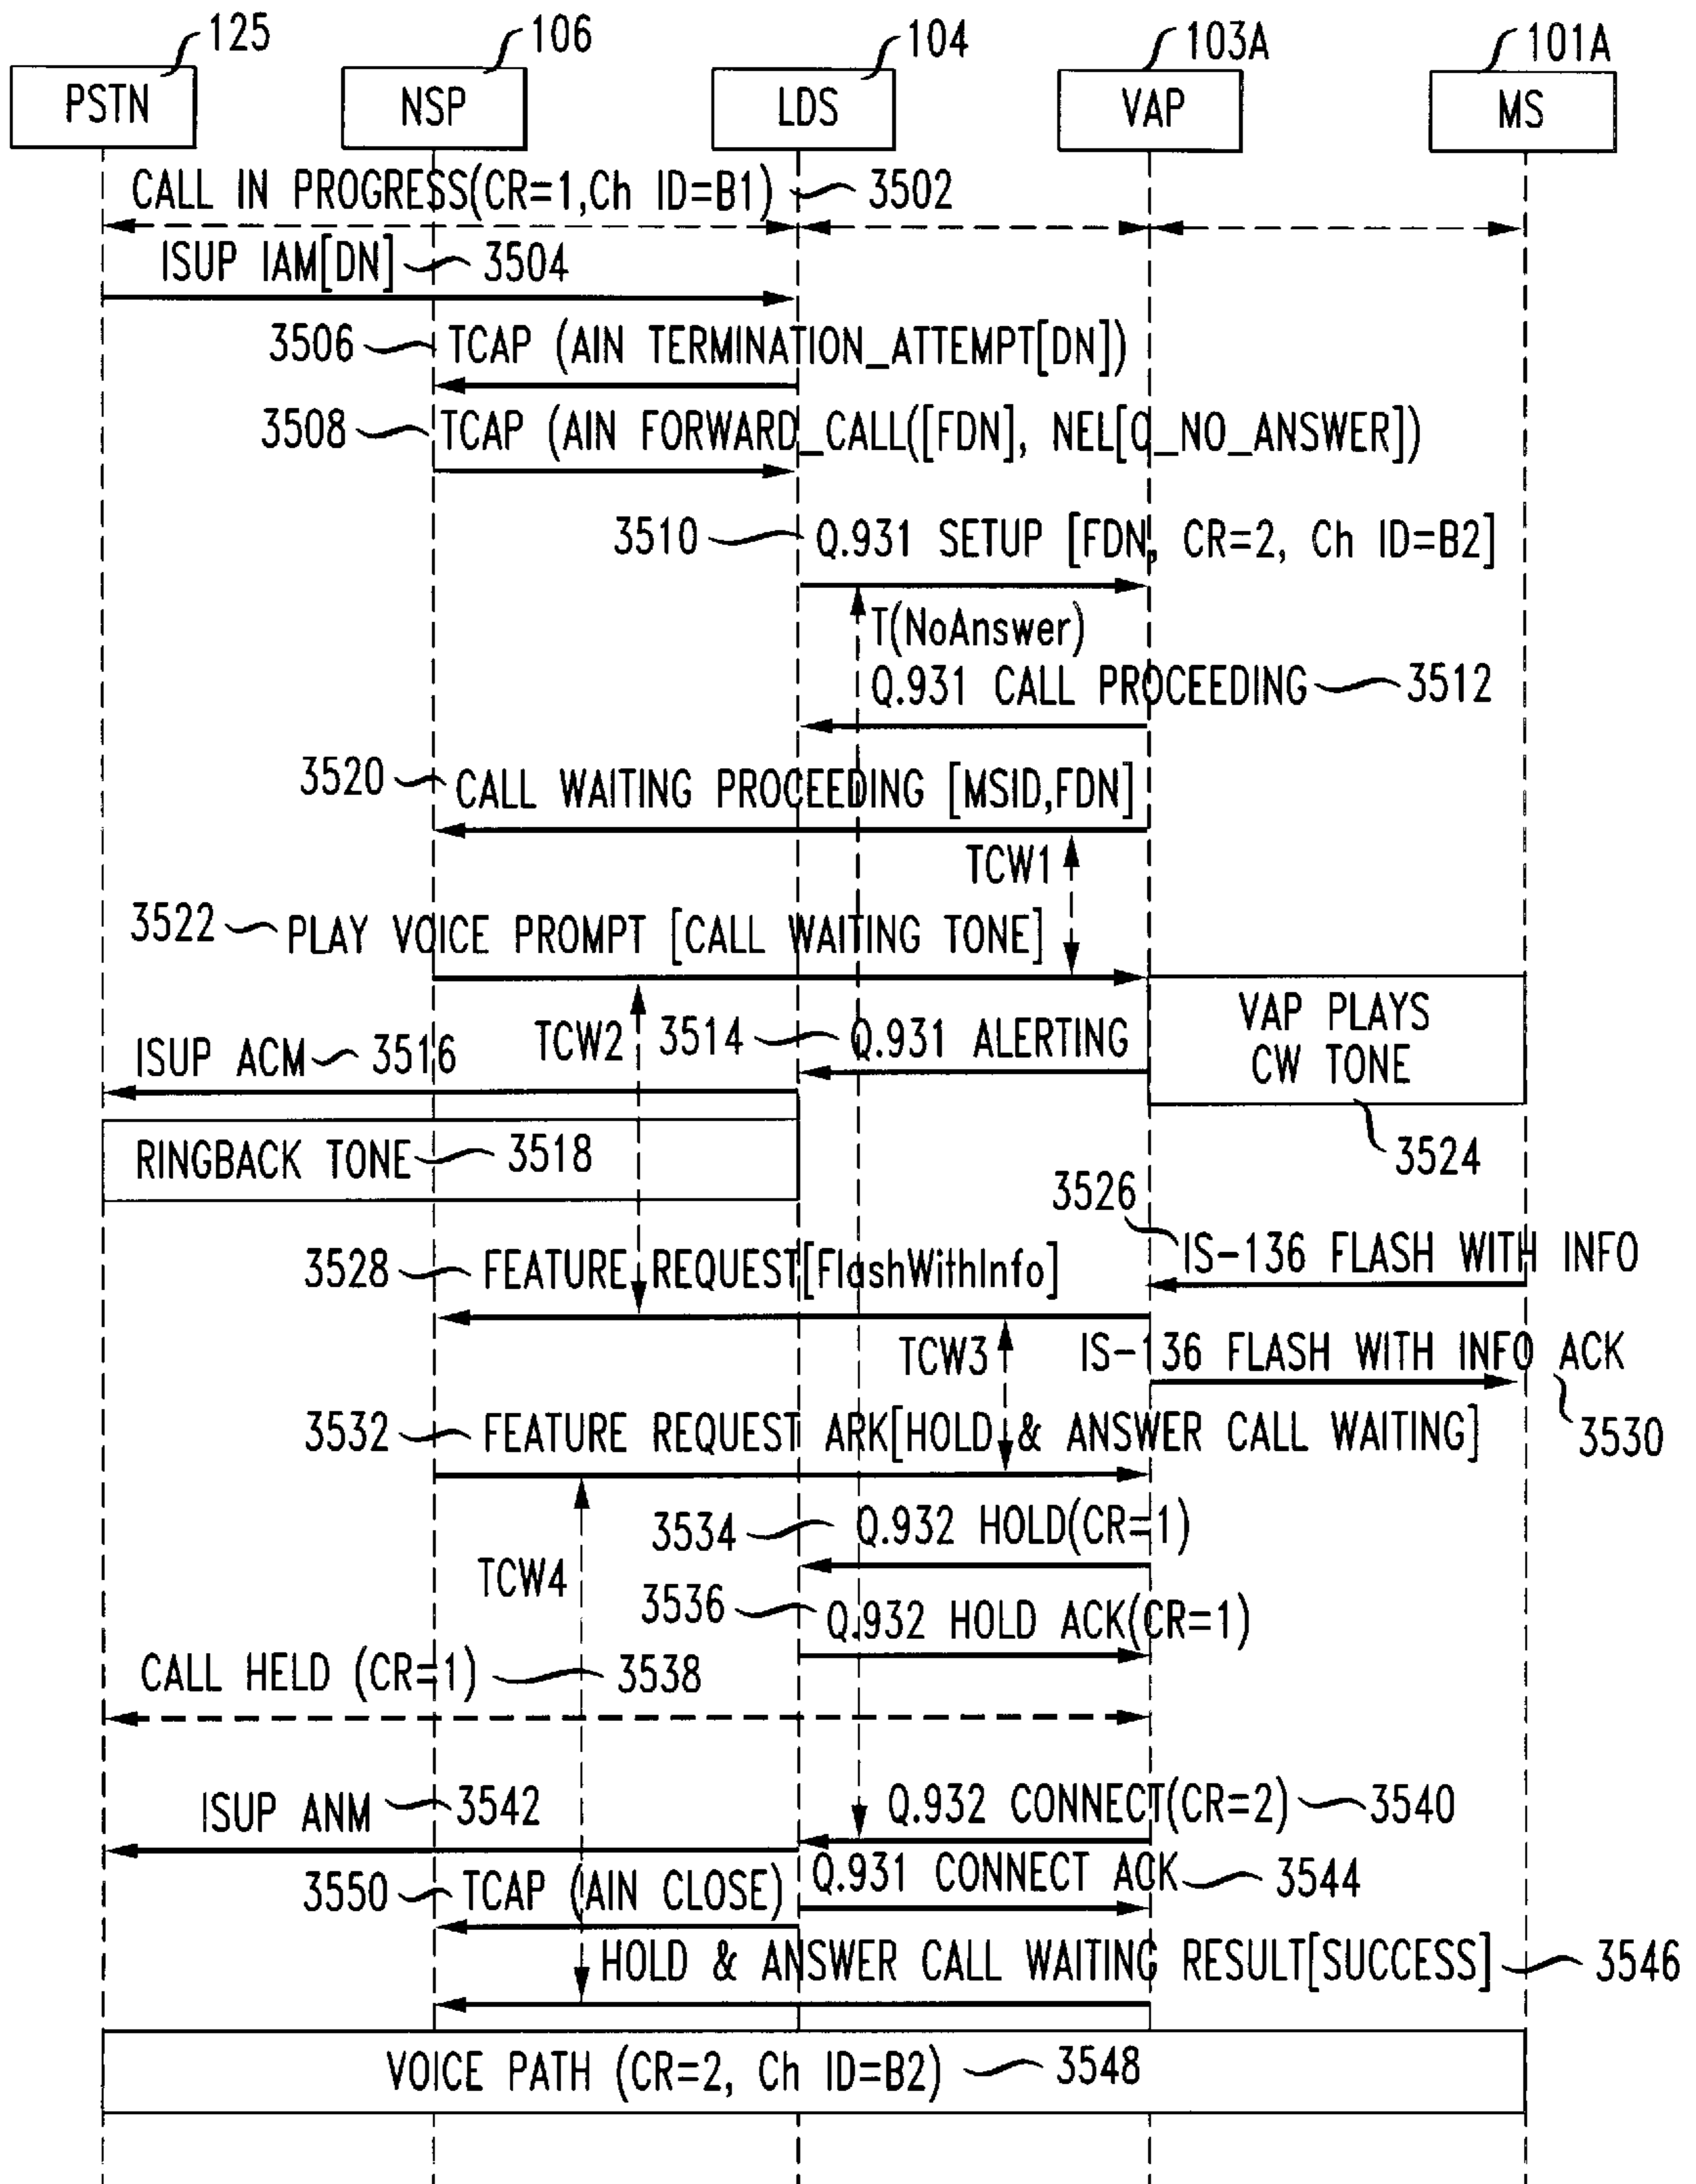 125 106 104 103A 101A
PSTN NSP LDS VAP MS
CALL IN PROGRESS(CR=1,Ch ID=B1) 3502
ISUP IAM[DN] 3504
3506 TCAP (AIN TERMINATION_ATTEMPT[DN])
3508 TCAP (AIN FORWARD_CALL([FDN], NEL[O_NO_ANSWER])
3510 Q.931 SETUP [FDN, CR=2, Ch ID=B2]
T(NoAnswer)
Q.931 CALL PROCEEDING 3512
3520 CALL WAITING PROCEEDING [MSID,FDN]
TCW1
3522 PLAY VOICE PROMPT [CALL WAITING TONE]
VAP PLAYS
CW TONE
3524
TCW2 3514 Q.931 ALERTING
ISUP ACM 3516
RINGBACK TONE 3518
3526
IS-136 FLASH WITH INFO
3528 FEATURE REQUEST[FlashWithInfo]
TCW3 IS-136 FLASH WITH INFO ACK
3530
3532 FEATURE REQUEST ARK[HOLD & ANSWER CALL WAITING]
3534 Q.932 HOLD(CR=1)
TCW4
3536 Q.932 HOLD ACK(CR=1)
CALL HELD (CR=1) 3538
Q.932 CONNECT(CR=2) 3540
ISUP ANM 3542
Q.931 CONNECT ACK 3544
3550 TCAP (AIN CLOSE)
HOLD & ANSWER CALL WAITING RESULT[SUCCESS] 3546
VOICE PATH (CR=2, Ch ID=B2) 3548